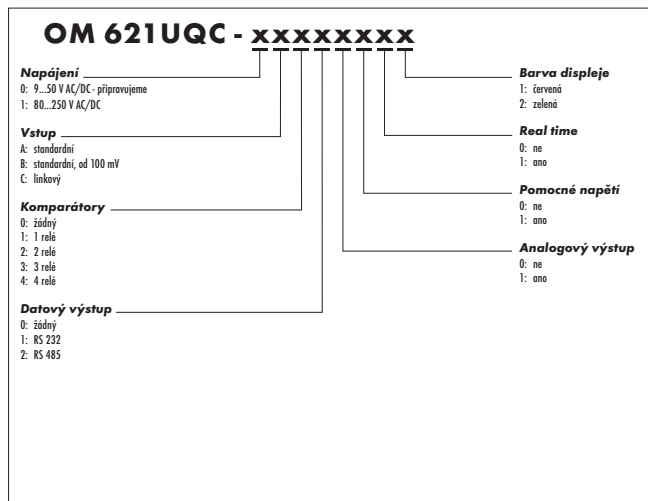 OM 621UQC - xxxxxxxx
Napájení
0: 9...50 V AC/DC - připravujeme
1: 80...250 V AC/DC
Vstup
A: standardní
B: standardní, od 100 mV
C: linkový
Komparátory
0: žádný
1: 1 relé
2: 2 relé
3: 3 relé
4: 4 relé
Datový výstup
0: žádný
1: RS 232
2: RS 485
Barva displeje
1: červená
2: zelená
Real time
0: ne
1: ano
Pomocné napětí
0: ne
1: ano
Analogový výstup
0: ne
1: ano